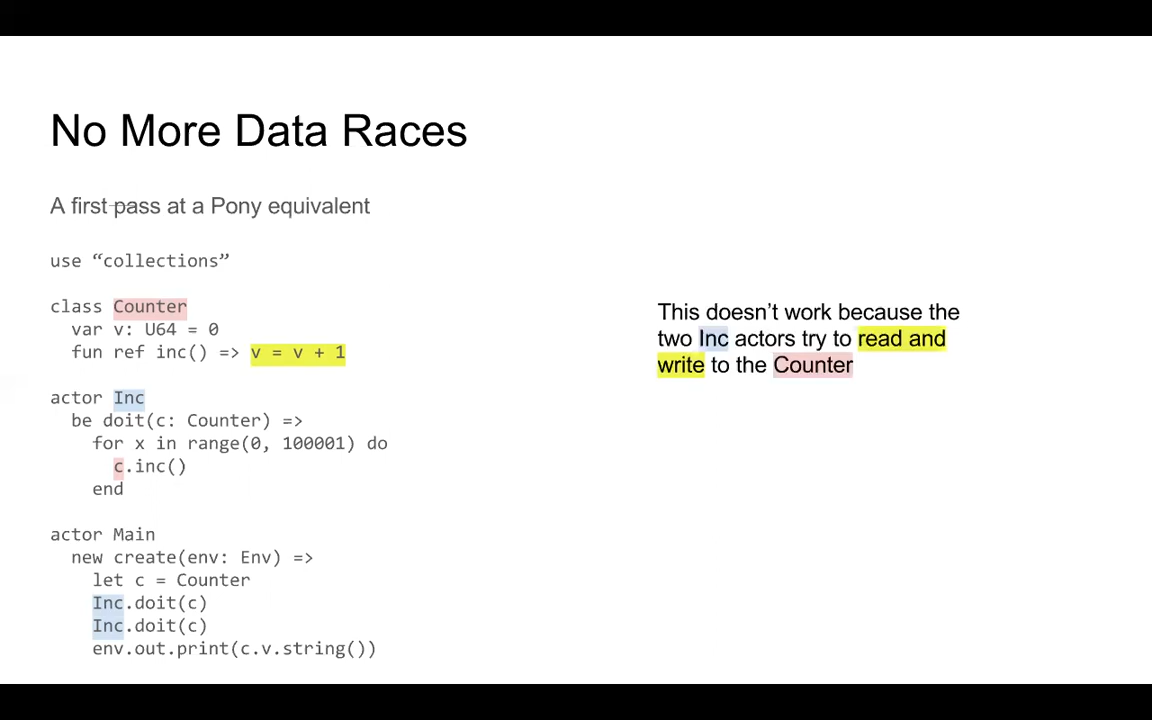 No More Data Races
A first pass at a Pony equivalent
use “collections”
class Counter
var v: U64 = 0
fun ref inc() => v = v + 1
actor Inc
be doit(c: Counter) =>
for x in range(0, 100001) do
c.inc()
end
actor Main
new create(env: Env) =>
let c = Counter
Inc.doit(c)
Inc.doit(c)
env.out.print(c.v.string())
This doesn’t work because the
two Inc actors try to read and
write to the Counter